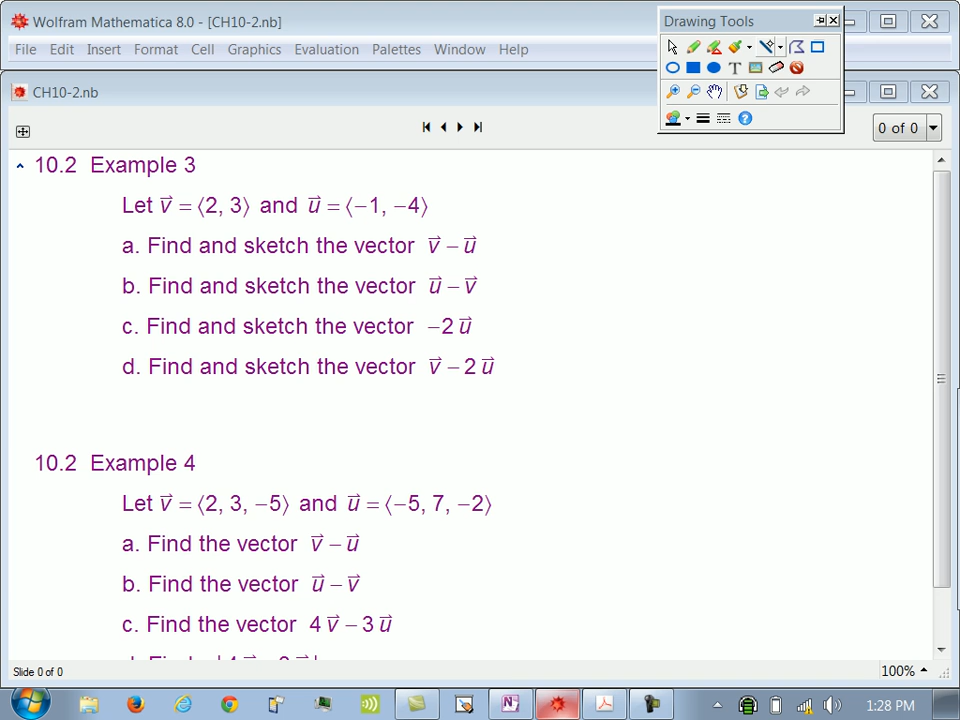 Wolfram Mathematica 8.0 - [CH10-2.nb]
Drawing Tools
File Edit Insert Format Cell Graphics Evaluation Palettes Window Help
CH10-2.nb
0 of 0
10.2 Example 3
Let v⃗ = ⟨2, 3⟩ and u⃗ = ⟨−1, −4⟩
a. Find and sketch the vector v⃗ − u⃗
b. Find and sketch the vector u⃗ − v⃗
c. Find and sketch the vector −2 u⃗
d. Find and sketch the vector v⃗ − 2 u⃗
10.2 Example 4
Let v⃗ = ⟨2, 3, −5⟩ and u⃗ = ⟨−5, 7, −2⟩
a. Find the vector v⃗ − u⃗
b. Find the vector u⃗ − v⃗
c. Find the vector 4 v⃗ − 3 u⃗
Slide 0 of 0
100%
1:28 PM